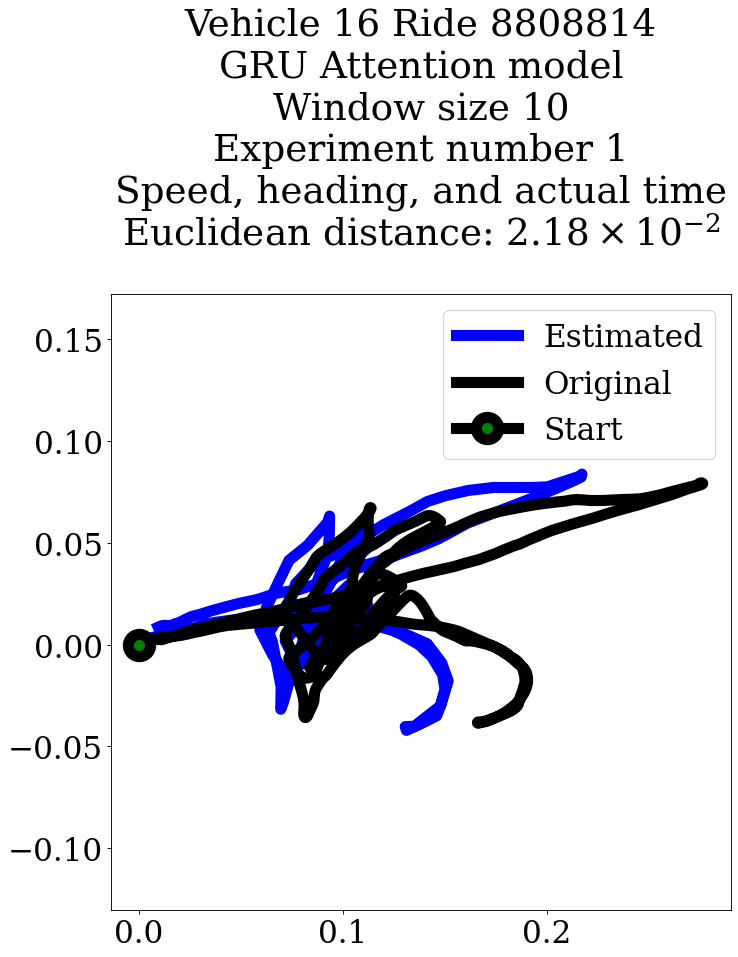 Vehicle 16 Ride 8808814
GRU Attention model
Window size 10
Experiment number 1
Speed, heading, and actual time
Euclidean distance: 2.18 × 10⁻²
Estimated
Original
Start
0.15
0.10
0.05
0.00
−0.05
−0.10
0.0 0.1 0.2